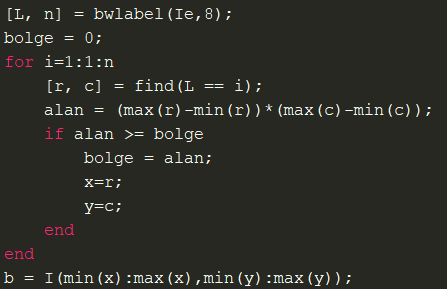 [L, n] = bwlabel(Ie,8);
bolge = 0;
for i=1:1:n
[r, c] = find(L == i);
alan = (max(r)-min(r))*(max(c)-min(c));
if alan >= bolge
bolge = alan;
x=r;
y=c;
end
end
b = I(min(x):max(x),min(y):max(y));